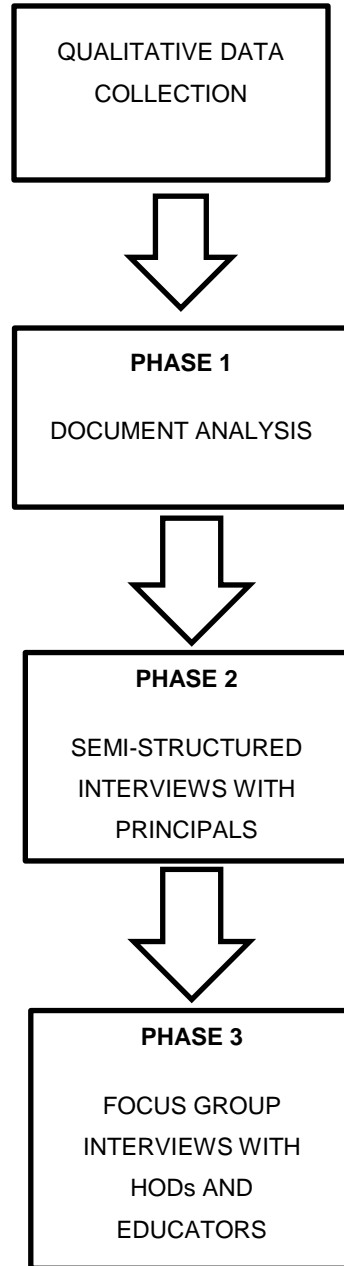 QUALITATIVE DATA
COLLECTION
PHASE 1
DOCUMENT ANALYSIS
PHASE 2
SEMI-STRUCTURED
INTERVIEWS WITH
PRINCIPALS
PHASE 3
FOCUS GROUP
INTERVIEWS WITH
HODs AND
EDUCATORS